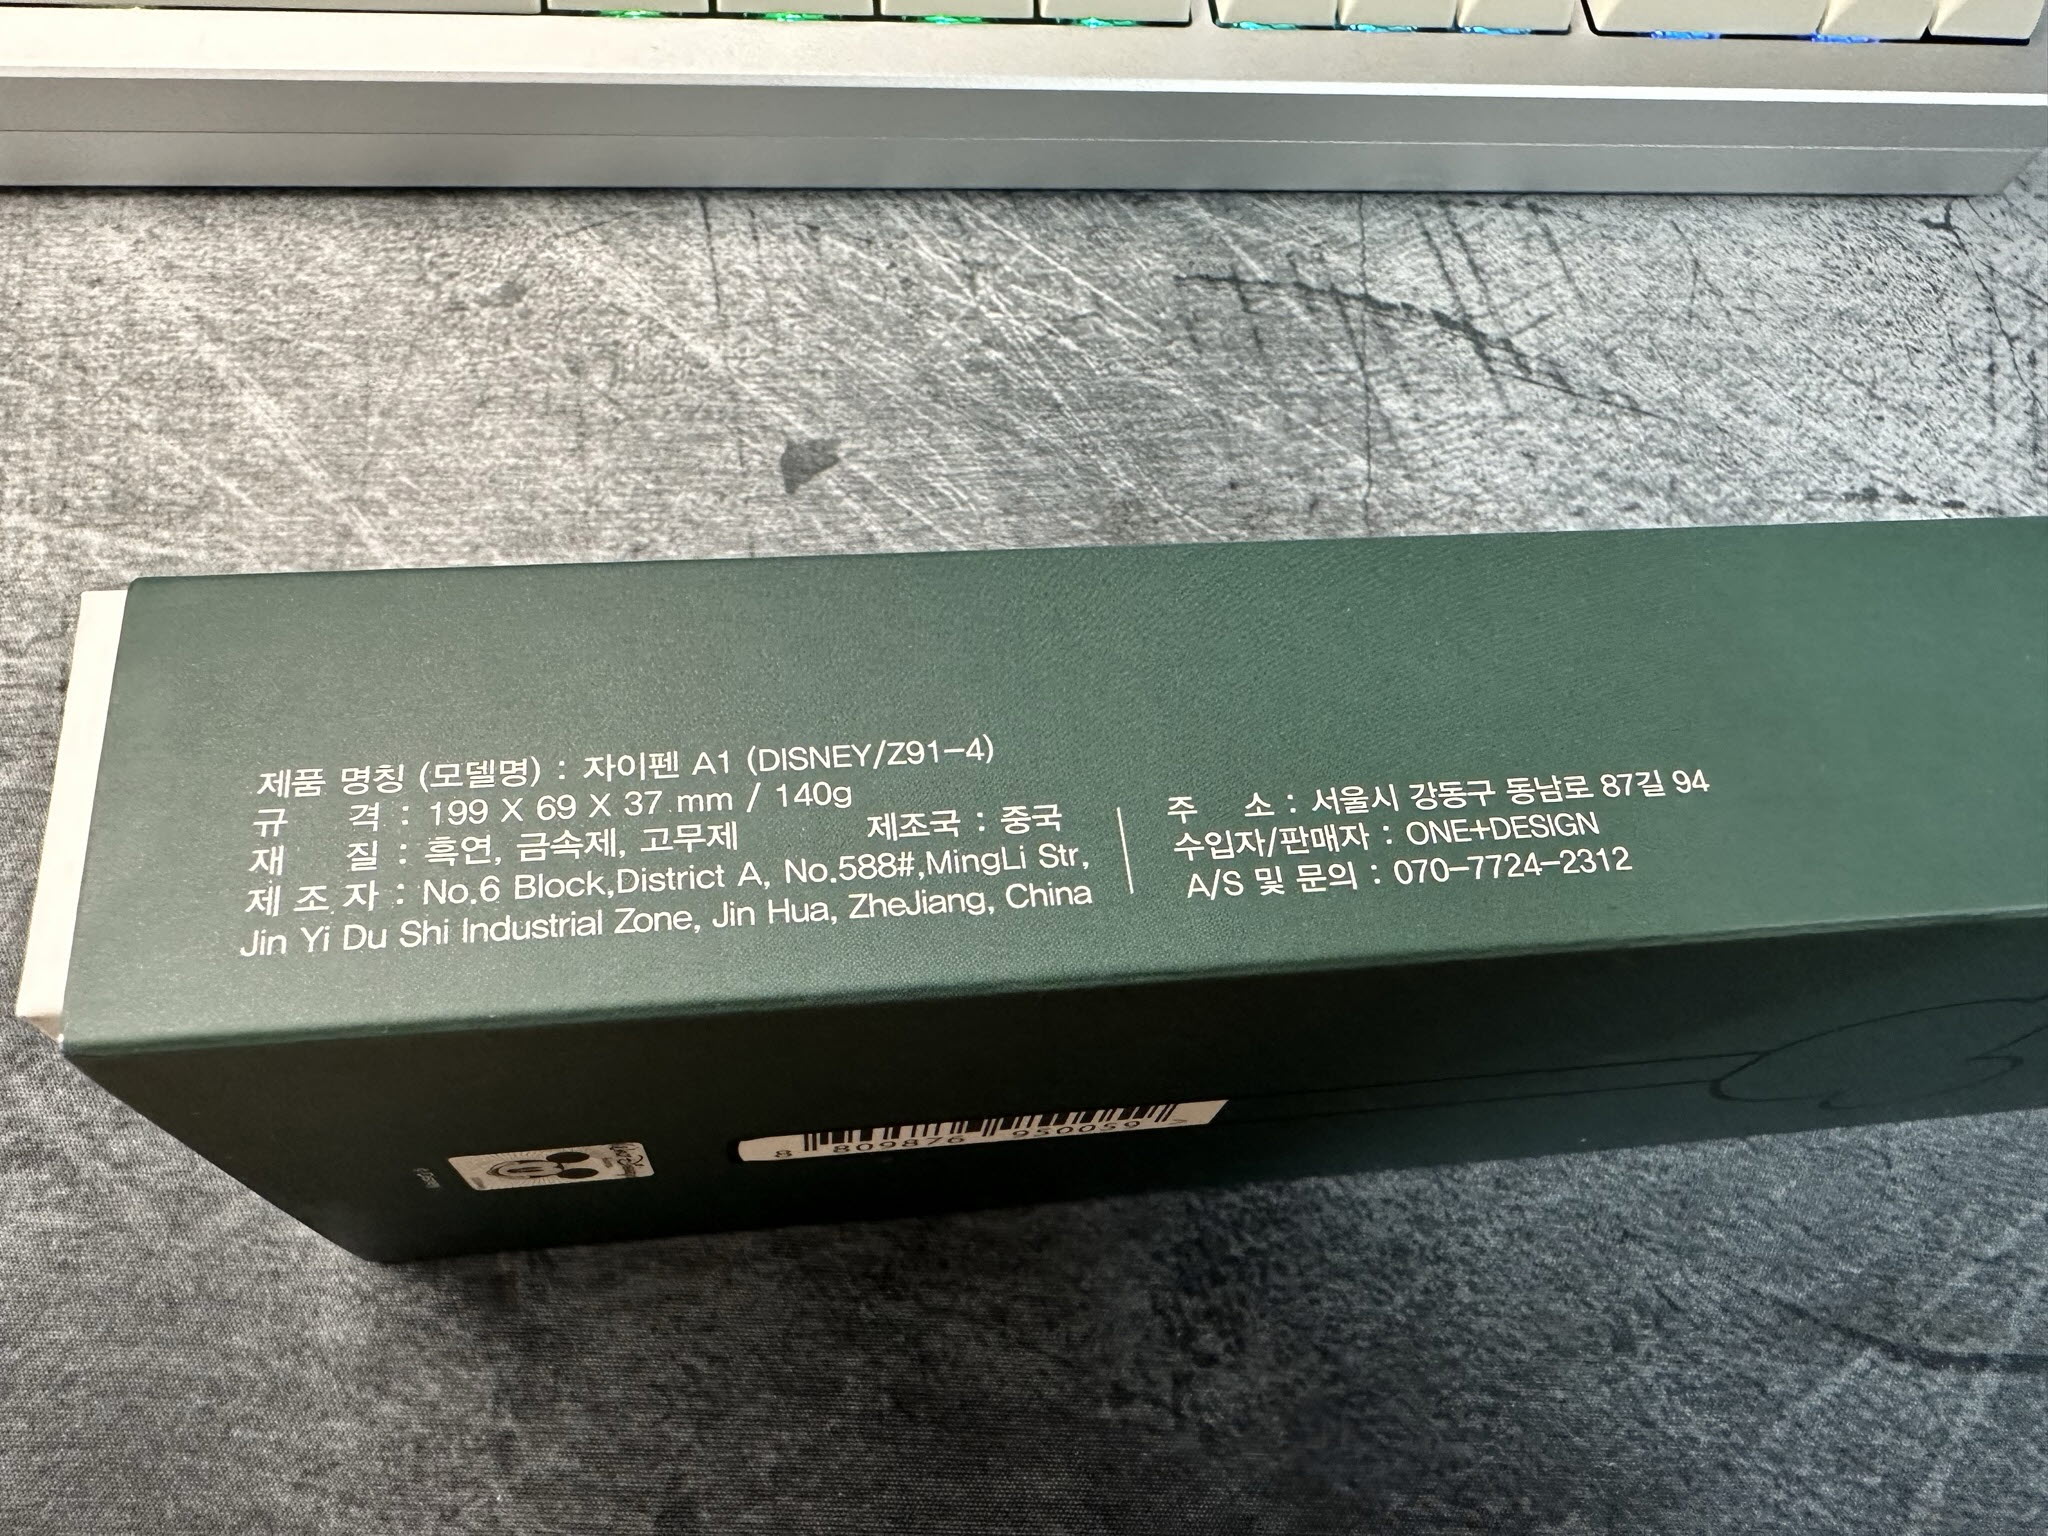 제품 명칭 (모델명) : 자이펜 A1 (DISNEY/Z91-4)
규 격 : 199 X 69 X 37 mm / 140g
재 질 : 흑연, 금속제, 고무제 제조국 : 중국
제 조 자 : No.6 Block,District A, No.588#,MingLi Str,
Jin Yi Du Shi Industrial Zone, Jin Hua, ZheJiang, China
주 소 : 서울시 강동구 동남로 87길 94
수입자/판매자 : ONE+DESIGN
A/S 및 문의 : 070-7724-2312
8 809876 950059 >